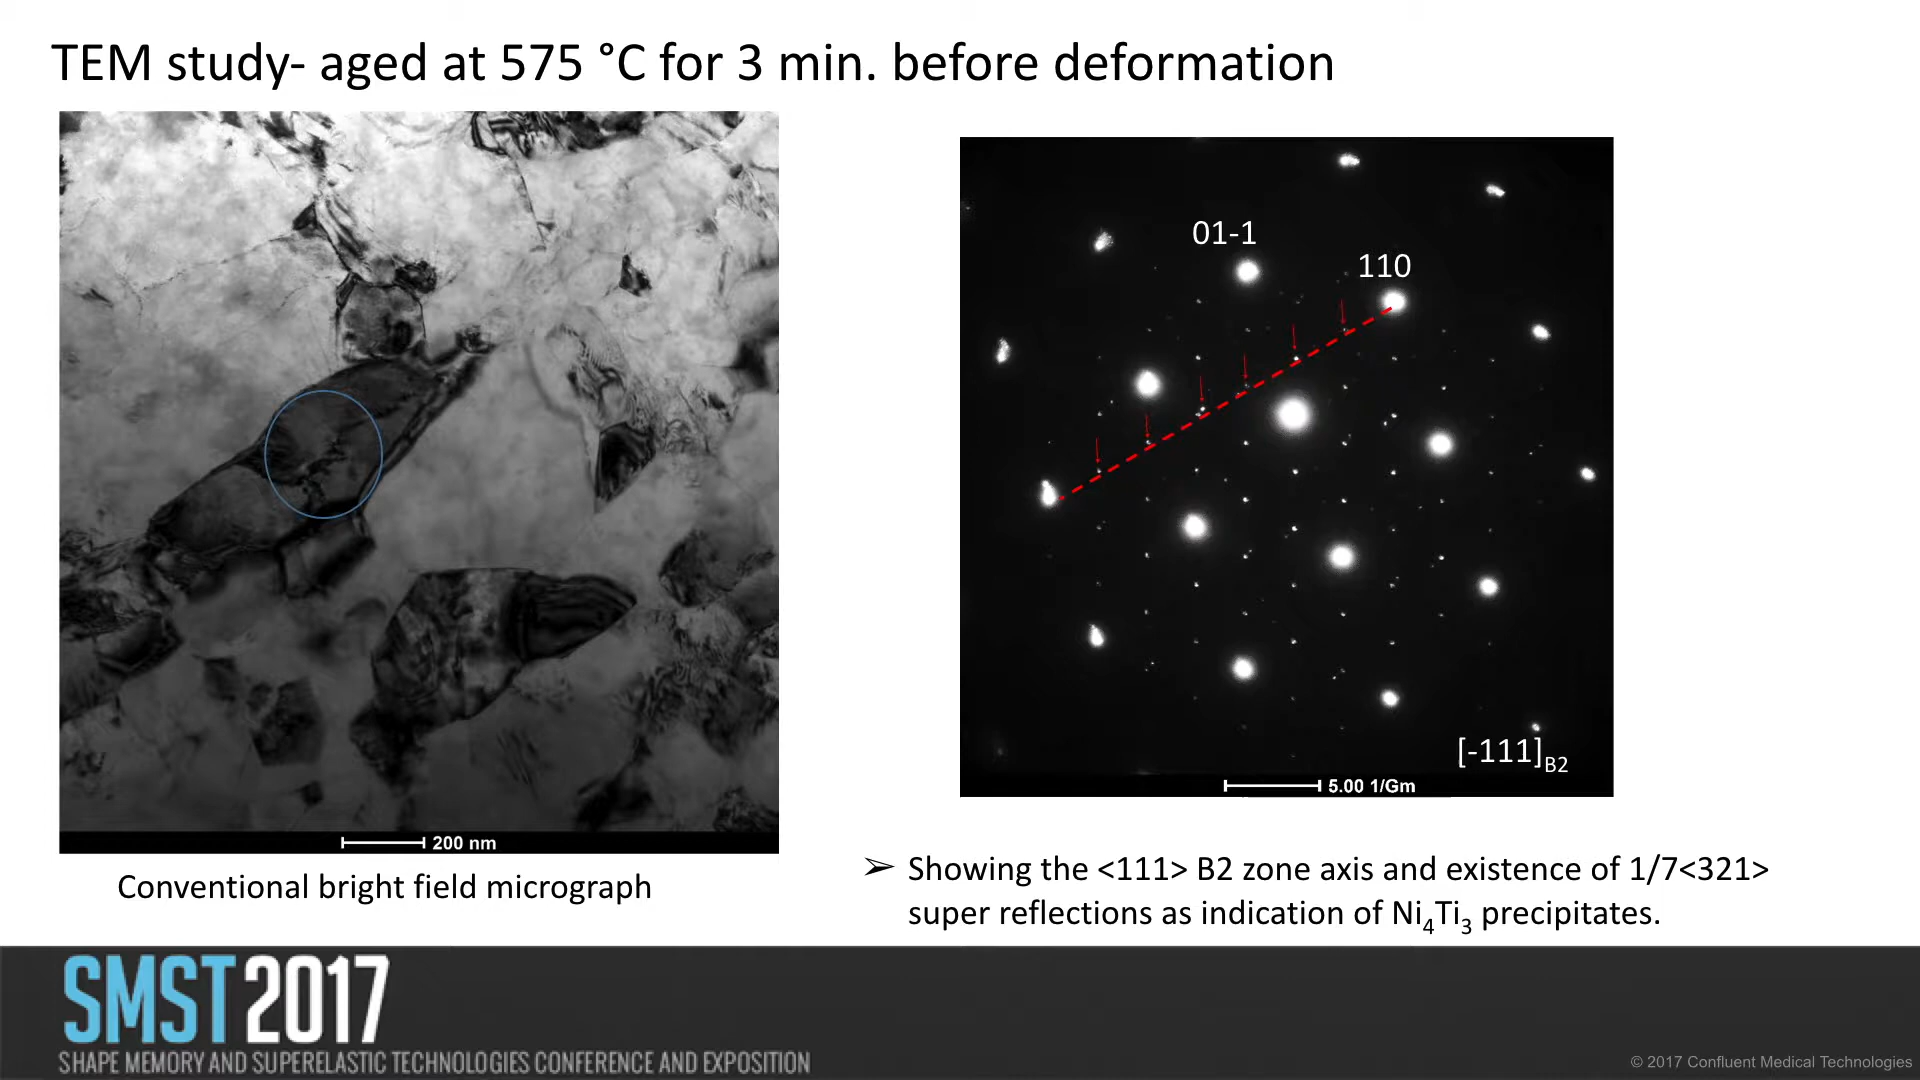 TEM study- aged at 575 °C for 3 min. before deformation
01-1
110
[-111]B2
5.00 1/Gm
200 nm
Conventional bright field micrograph
➢ Showing the <111> B2 zone axis and existence of 1/7<321>
super reflections as indication of Ni4Ti3 precipitates.
SMST2017
SHAPE MEMORY AND SUPERELASTIC TECHNOLOGIES CONFERENCE AND EXPOSITION
© 2017 Confluent Medical Technologies